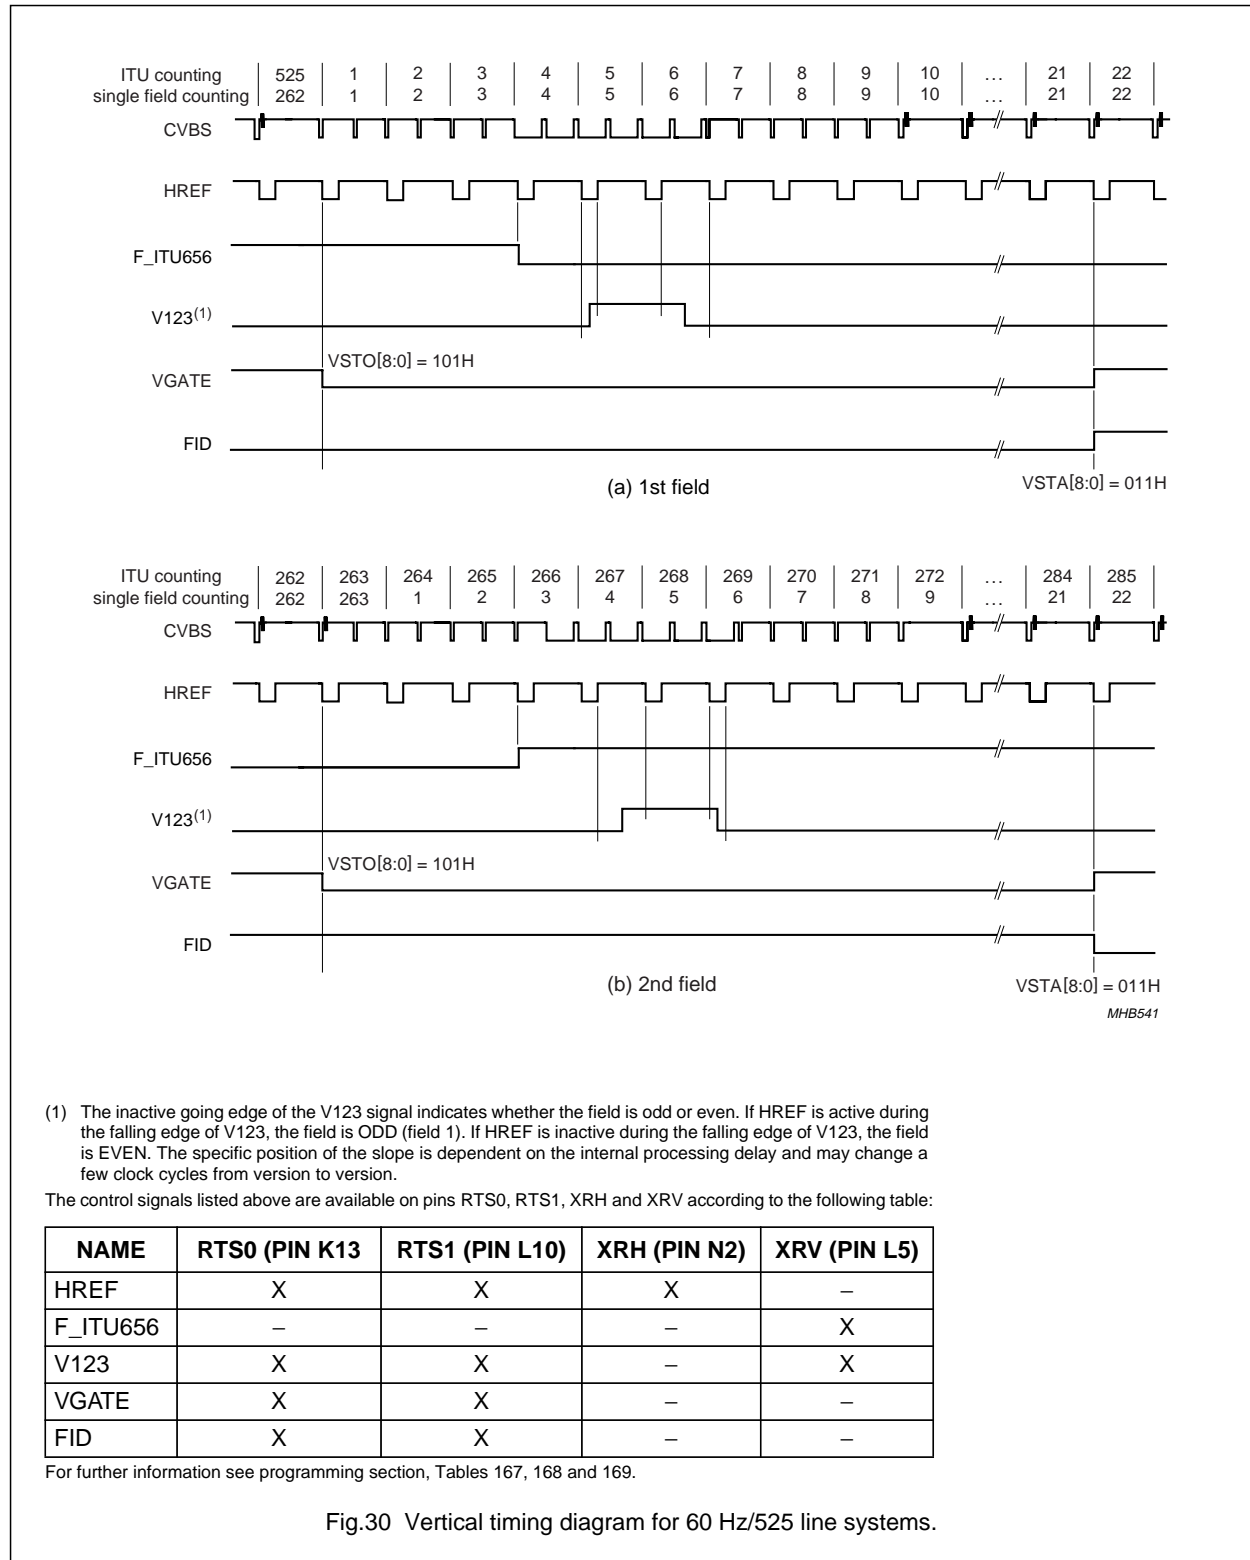 ITU counting 525 1 2 3 4 5 6 7 8 9 10 ... 21 22
single field counting 262 1 2 3 4 5 6 7 8 9 10 ... 21 22
CVBS
HREF
F_ITU656
V123(1)
VSTO[8:0] = 101H
VGATE
FID
(a) 1st field
VSTA[8:0] = 011H
ITU counting 262 263 264 265 266 267 268 269 270 271 272 ... 284 285
single field counting 262 263 1 2 3 4 5 6 7 8 9 ... 21 22
CVBS
HREF
F_ITU656
V123(1)
VSTO[8:0] = 101H
VGATE
FID
(b) 2nd field
VSTA[8:0] = 011H
MHB541
(1) The inactive going edge of the V123 signal indicates whether the field is odd or even. If HREF is active during
the falling edge of V123, the field is ODD (field 1). If HREF is inactive during the falling edge of V123, the field
is EVEN. The specific position of the slope is dependent on the internal processing delay and may change a
few clock cycles from version to version.
The control signals listed above are available on pins RTS0, RTS1, XRH and XRV according to the following table:
NAME RTS0 (PIN K13 RTS1 (PIN L10) XRH (PIN N2) XRV (PIN L5)
HREF X X X –
F_ITU656 – – – X
V123 X X – X
VGATE X X – –
FID X X – –
For further information see programming section, Tables 167, 168 and 169.
Fig.30 Vertical timing diagram for 60 Hz/525 line systems.